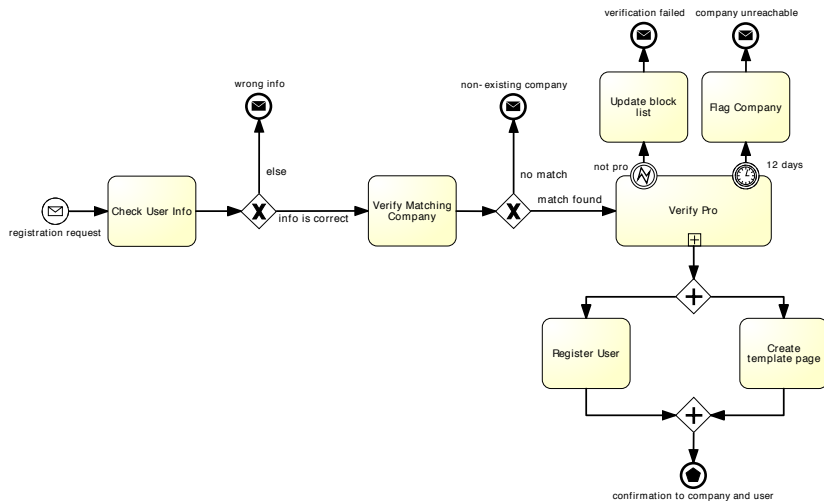 verification failed
company unreachable
wrong info
non- existing company
Update block
list
Flag Company
not pro
12 days
else
no match
Check User Info
info is correct
Verify Matching
Company
match found
Verify Pro
registration request
Register User
Create
template page
confirmation to company and user